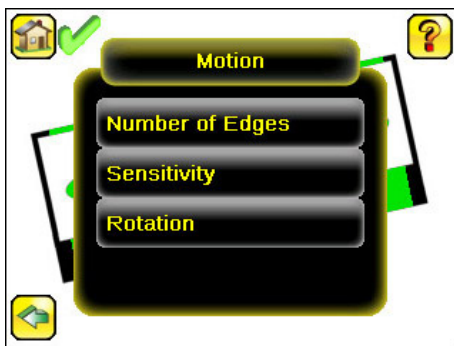 ?
Motion
Number of Edges
Sensitivity
Rotation